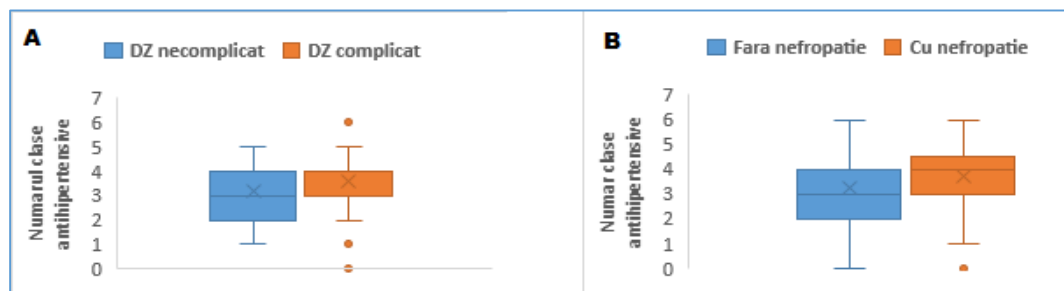 A
DZ necomplicat DZ complicat
Numarul clase
antihipertensive
7
6
5
4
3
2
1
0
B
Fara nefropatie Cu nefropatie
Numar clase
antihipertensive
7
6
5
4
3
2
1
0